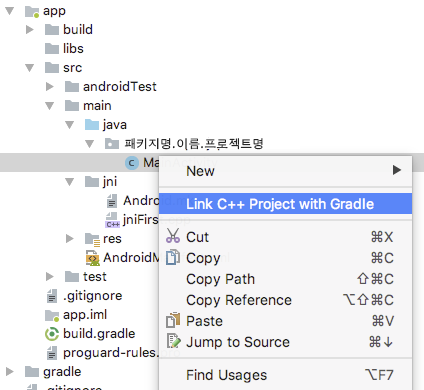 app
build
libs
src
androidTest
main
java
패키지명.이름.프로젝트명
C Ma
New
Link C++ Project with Gradle
jni
Cut ⌘X
Copy ⌘C
jniFirs
C++
Copy Path ⇧⌘C
res
Copy Reference ⌥⇧⌘C
AndroidM
test
Paste ⌘V
.gitignore
Jump to Source ⌘↓
app.iml
build.gradle
proguard-rules.
Find Usages ⌥F7
gradle
.gitignore